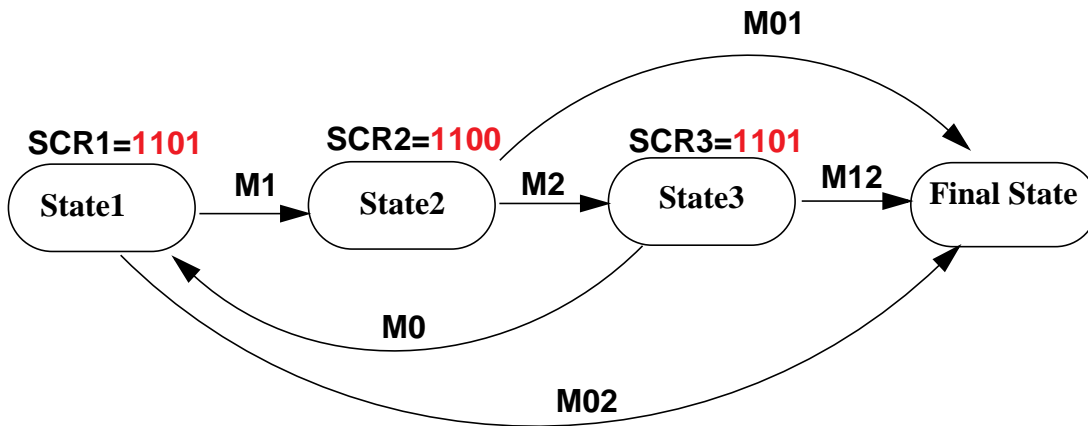 M01
SCR1=1101
SCR2=1100
SCR3=1101
State1
M1
State2
M2
State3
M12
Final State
M0
M02